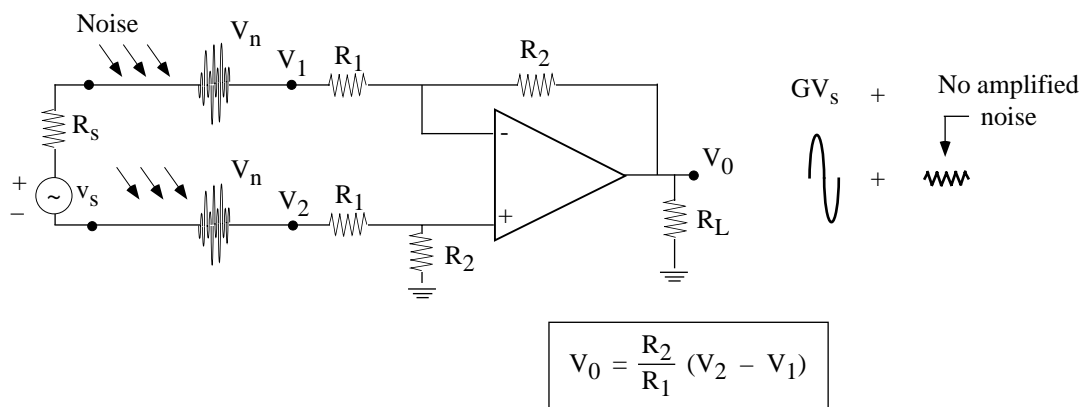 Noise
V_n
V_1
R_1
R_2
GV_s +
No amplified
noise
R_s
+
−
~
v_s
V_n
V_2
R_1
R_2
-
+
V_0
R_L
+
V_0 = R_2/R_1 (V_2 − V_1)